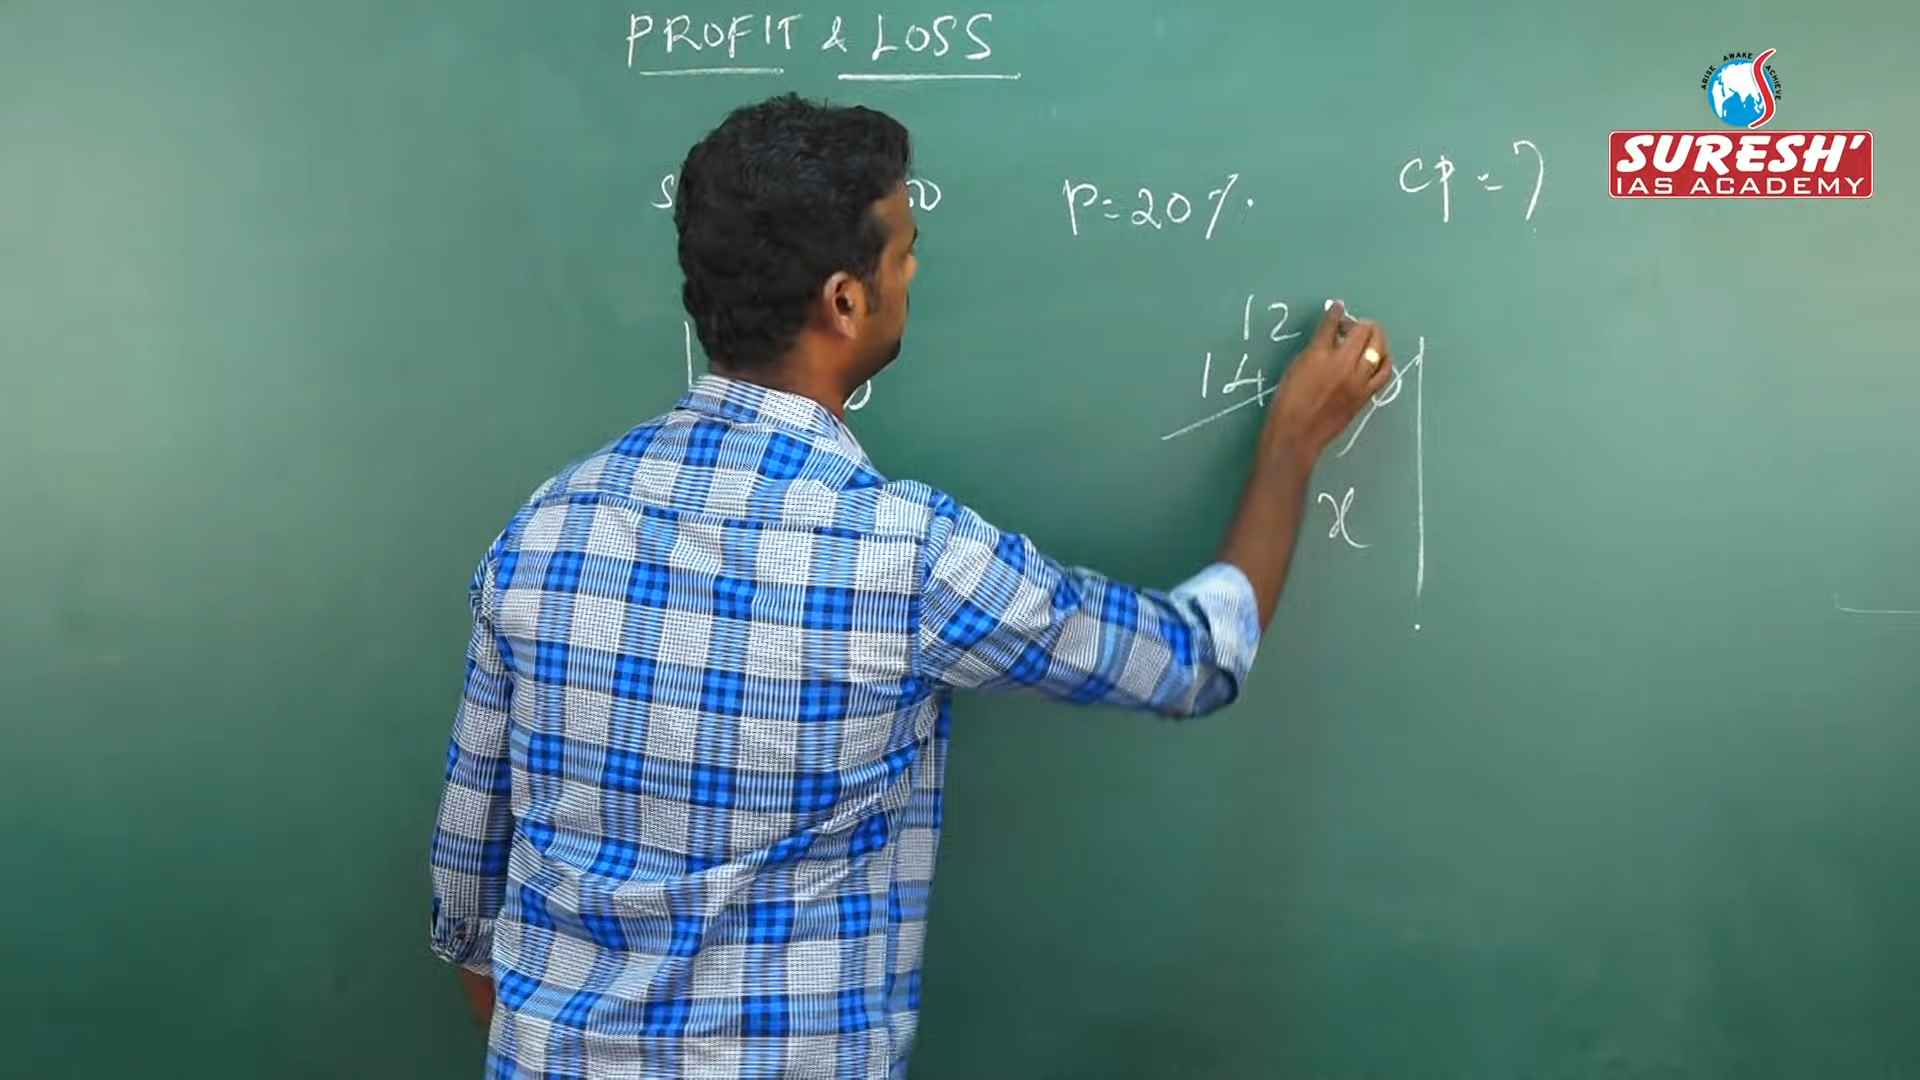 PROFIT & LOSS
P = 20%
CP = ?
12
14
x
ARISE AWAKE ACHIEVE
SURESH'
IAS ACADEMY